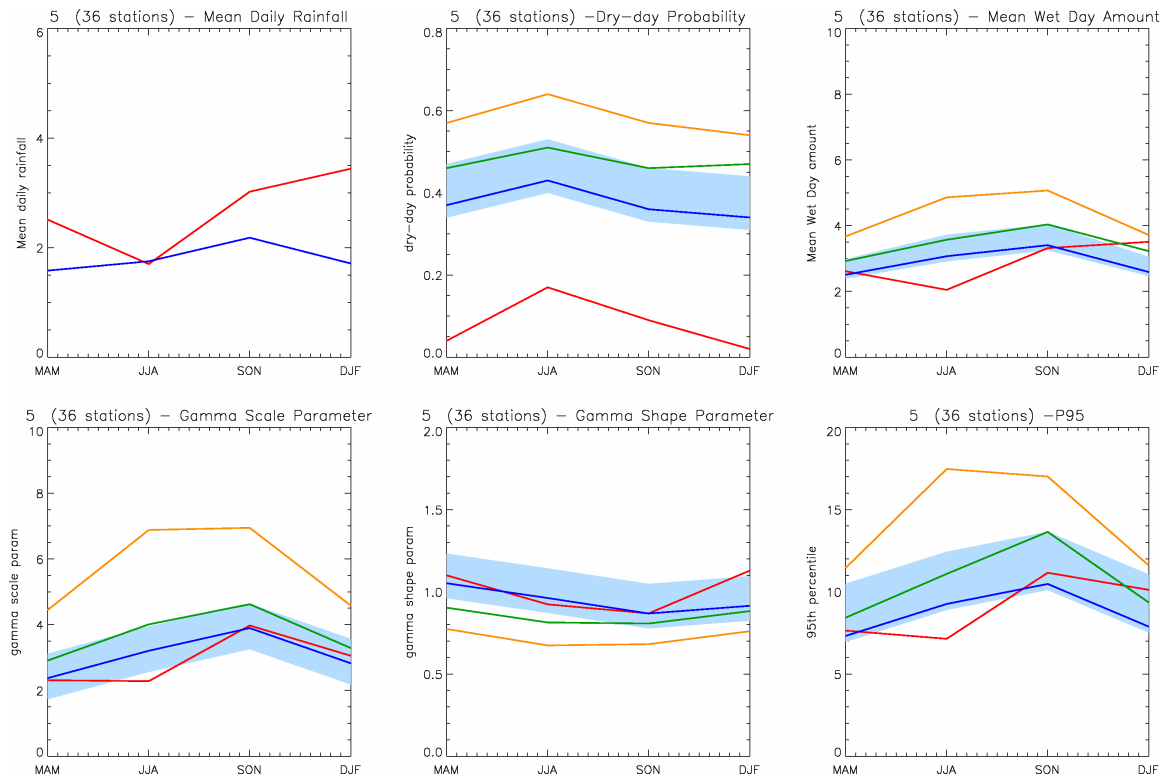 5  (36 stations) - Mean Daily Rainfall
5  (36 stations) -Dry-day Probability
5  (36 stations) - Mean Wet Day Amount
Mean daily rainfall
6
4
2
0
MAM JJA SON DJF
dry-day probability
0.8
0.6
0.4
0.2
0.0
MAM JJA SON DJF
Mean Wet Day amount
10
8
6
4
2
0
MAM JJA SON DJF
5  (36 stations) - Gamma Scale Parameter
5  (36 stations) - Gamma Shape Parameter
5  (36 stations) -P95
gamma scale param
10
8
6
4
2
0
MAM JJA SON DJF
gamma shape param
2.0
1.5
1.0
0.5
0.0
MAM JJA SON DJF
95th percentile
20
15
10
5
0
MAM JJA SON DJF